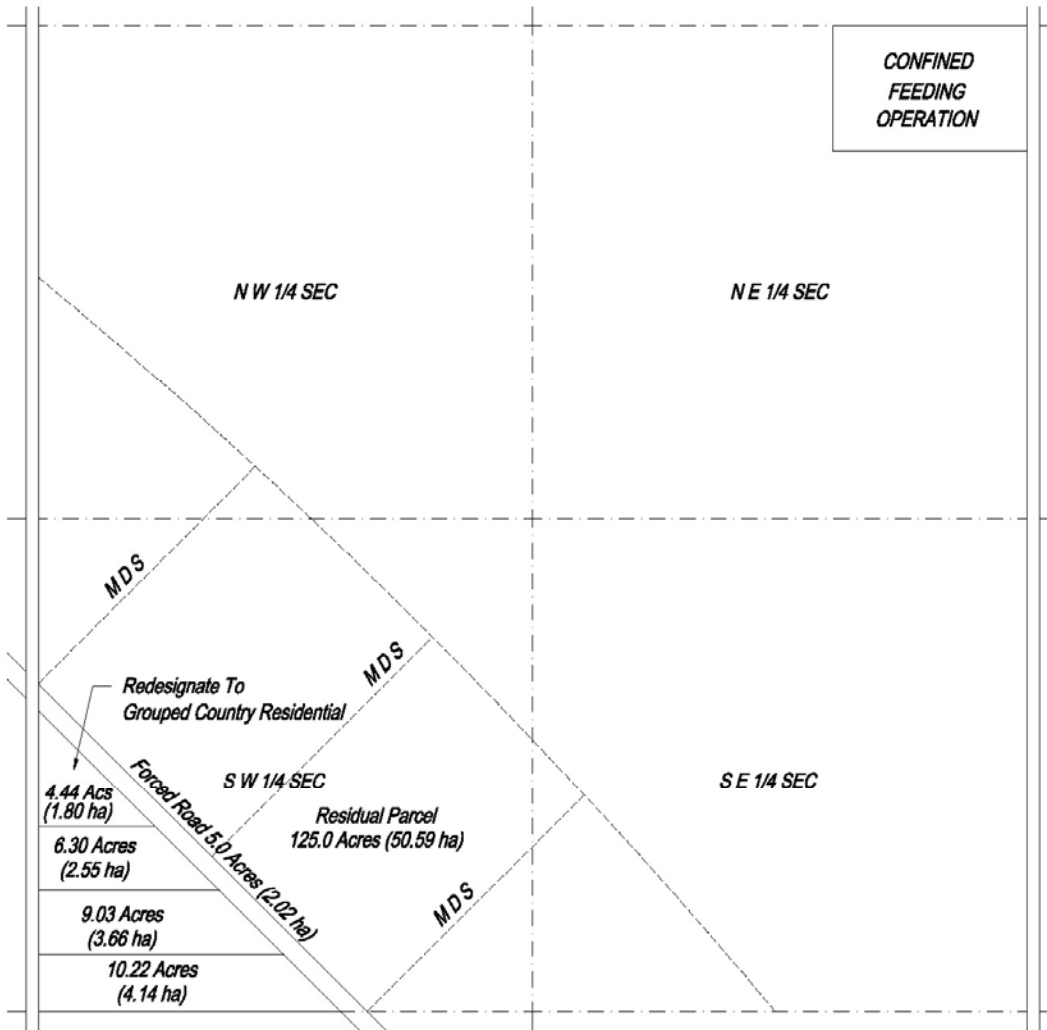 CONFINED
FEEDING
OPERATION
N W 1/4 SEC
N E 1/4 SEC
M D S
M D S
Redesignate To
Grouped Country Residential
4.44 Acs
(1.80 ha)
Forced Road 5.0 Acres (2.02 ha)
S W 1/4 SEC
S E 1/4 SEC
Residual Parcel
125.0 Acres (50.59 ha)
6.30 Acres
(2.55 ha)
M D S
9.03 Acres
(3.66 ha)
10.22 Acres
(4.14 ha)